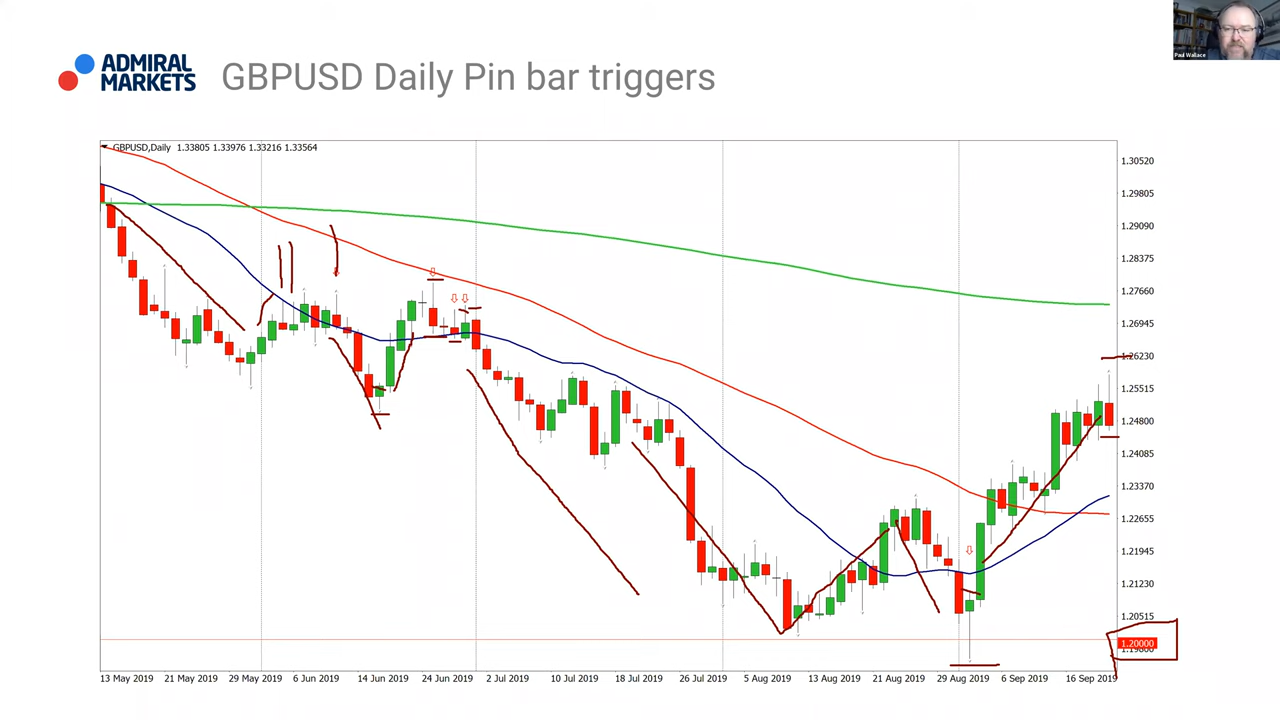 Paul Wallace
ADMIRAL
MARKETS
GBPUSD Daily Pin bar triggers
GBPUSD,Daily 1.33805 1.33976 1.33216 1.33564
1.30520
1.29805
1.29090
1.28375
1.27660
1.26945
1.26230
1.25515
1.24800
1.24085
1.23370
1.22655
1.21945
1.21230
1.20515
1.20000
1.19800
13 May 2019 21 May 2019 29 May 2019 6 Jun 2019 14 Jun 2019 24 Jun 2019 2 Jul 2019 10 Jul 2019 18 Jul 2019 26 Jul 2019 5 Aug 2019 13 Aug 2019 21 Aug 2019 29 Aug 2019 6 Sep 2019 16 Sep 2019